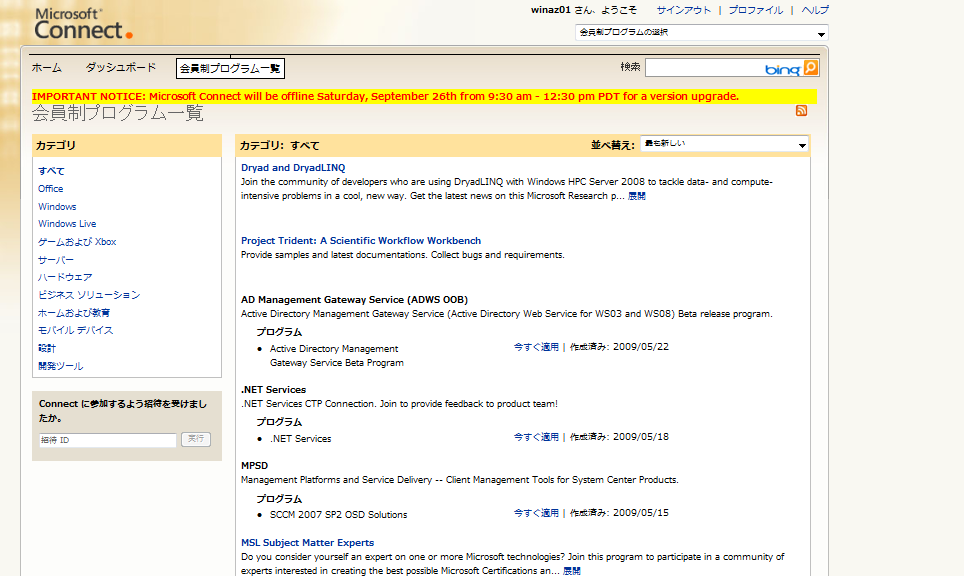 Microsoft®
Connect
winaz01 さん、ようこそ サインアウト | プロファイル | ヘルプ
会員制プログラムの選択
ホーム ダッシュボード 会員制プログラム一覧 検索 bing
IMPORTANT NOTICE: Microsoft Connect will be offline Saturday, September 26th from 9:30 am - 12:30 pm PDT for a version upgrade.
会員制プログラム一覧
カテゴリ
すべて
Office
Windows
Windows Live
ゲームおよび Xbox
サーバー
ハードウェア
ビジネス ソリューション
ホームおよび教育
モバイル デバイス
設計
開発ツール
Connect に参加するよう招待を受けまし
たか。
招待 ID 実行
カテゴリ: すべて 並べ替え: 最も新しい
Dryad and DryadLINQ
Join the community of developers who are using DryadLINQ with Windows HPC Server 2008 to tackle data- and compute-
intensive problems in a cool, new way. Get the latest news on this Microsoft Research p... 展開
Project Trident: A Scientific Workflow Workbench
Provide samples and latest documentations. Collect bugs and requirements.
AD Management Gateway Service (ADWS OOB)
Active Directory Management Gateway Service (Active Directory Web Service for WS03 and WS08) Beta release program.
プログラム
• Active Directory Management 今すぐ適用 | 作成済み: 2009/05/22
Gateway Service Beta Program
.NET Services
.NET Services CTP Connection. Join to provide feedback to product team!
プログラム
• .NET Services 今すぐ適用 | 作成済み: 2009/05/18
MPSD
Management Platforms and Service Delivery -- Client Management Tools for System Center Products.
プログラム
• SCCM 2007 SP2 OSD Solutions 今すぐ適用 | 作成済み: 2009/05/15
MSL Subject Matter Experts
Do you consider yourself an expert on one or more Microsoft technologies? Join this program to participate in a community of
experts interested in creating the best possible Microsoft Certifications an... 展開